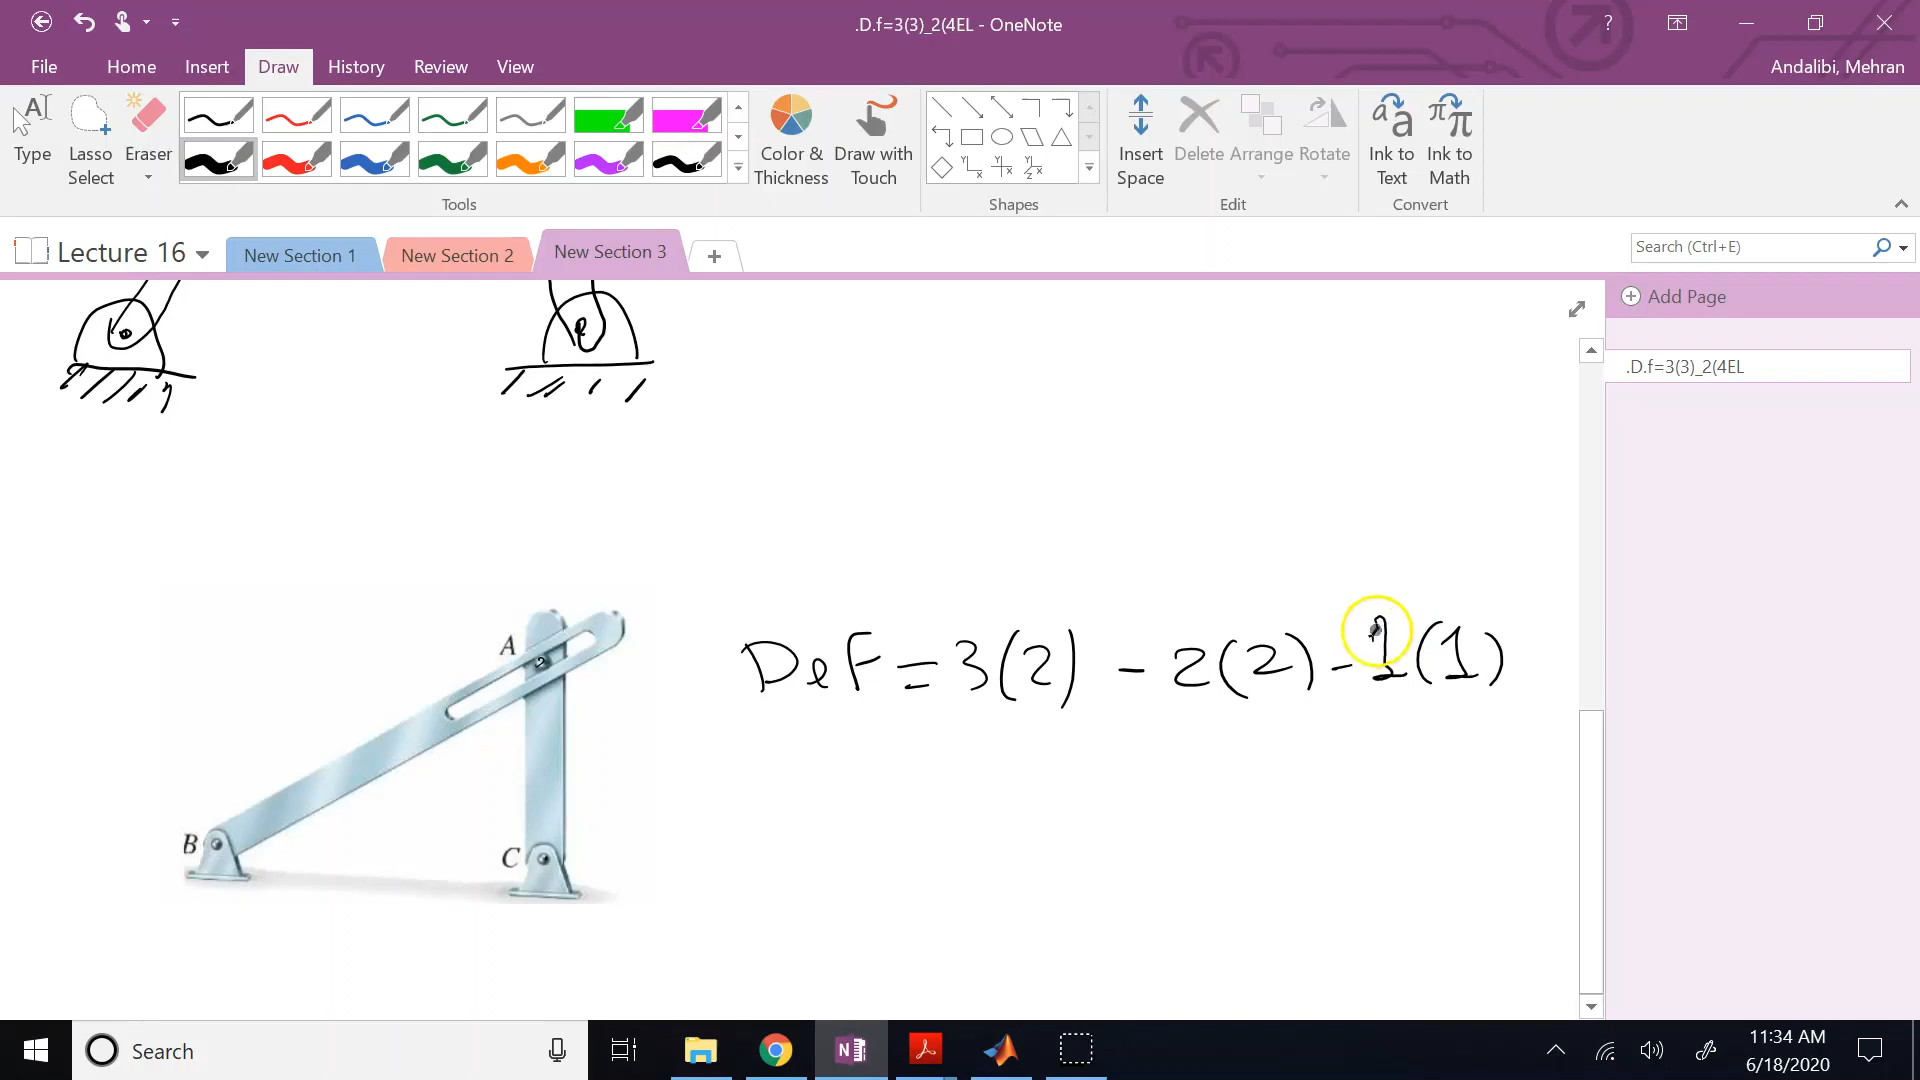 .D.f=3(3)_2(4EL - OneNote
?
File
Home
Insert
Draw
History
Review
View
Andalibi, Mehran
Type
Lasso Select
Eraser
Color & Thickness
Draw with Touch
Insert Space
Delete
Arrange
Rotate
Ink to Text
Ink to Math
Tools
Shapes
Edit
Convert
Lecture 16
New Section 1
New Section 2
New Section 3
+
Search (Ctrl+E)
Add Page
.D.f=3(3)_2(4EL
A
B
C
DoF = 3(2) - 2(2) - 1(1)
Search
11:34 AM
6/18/2020